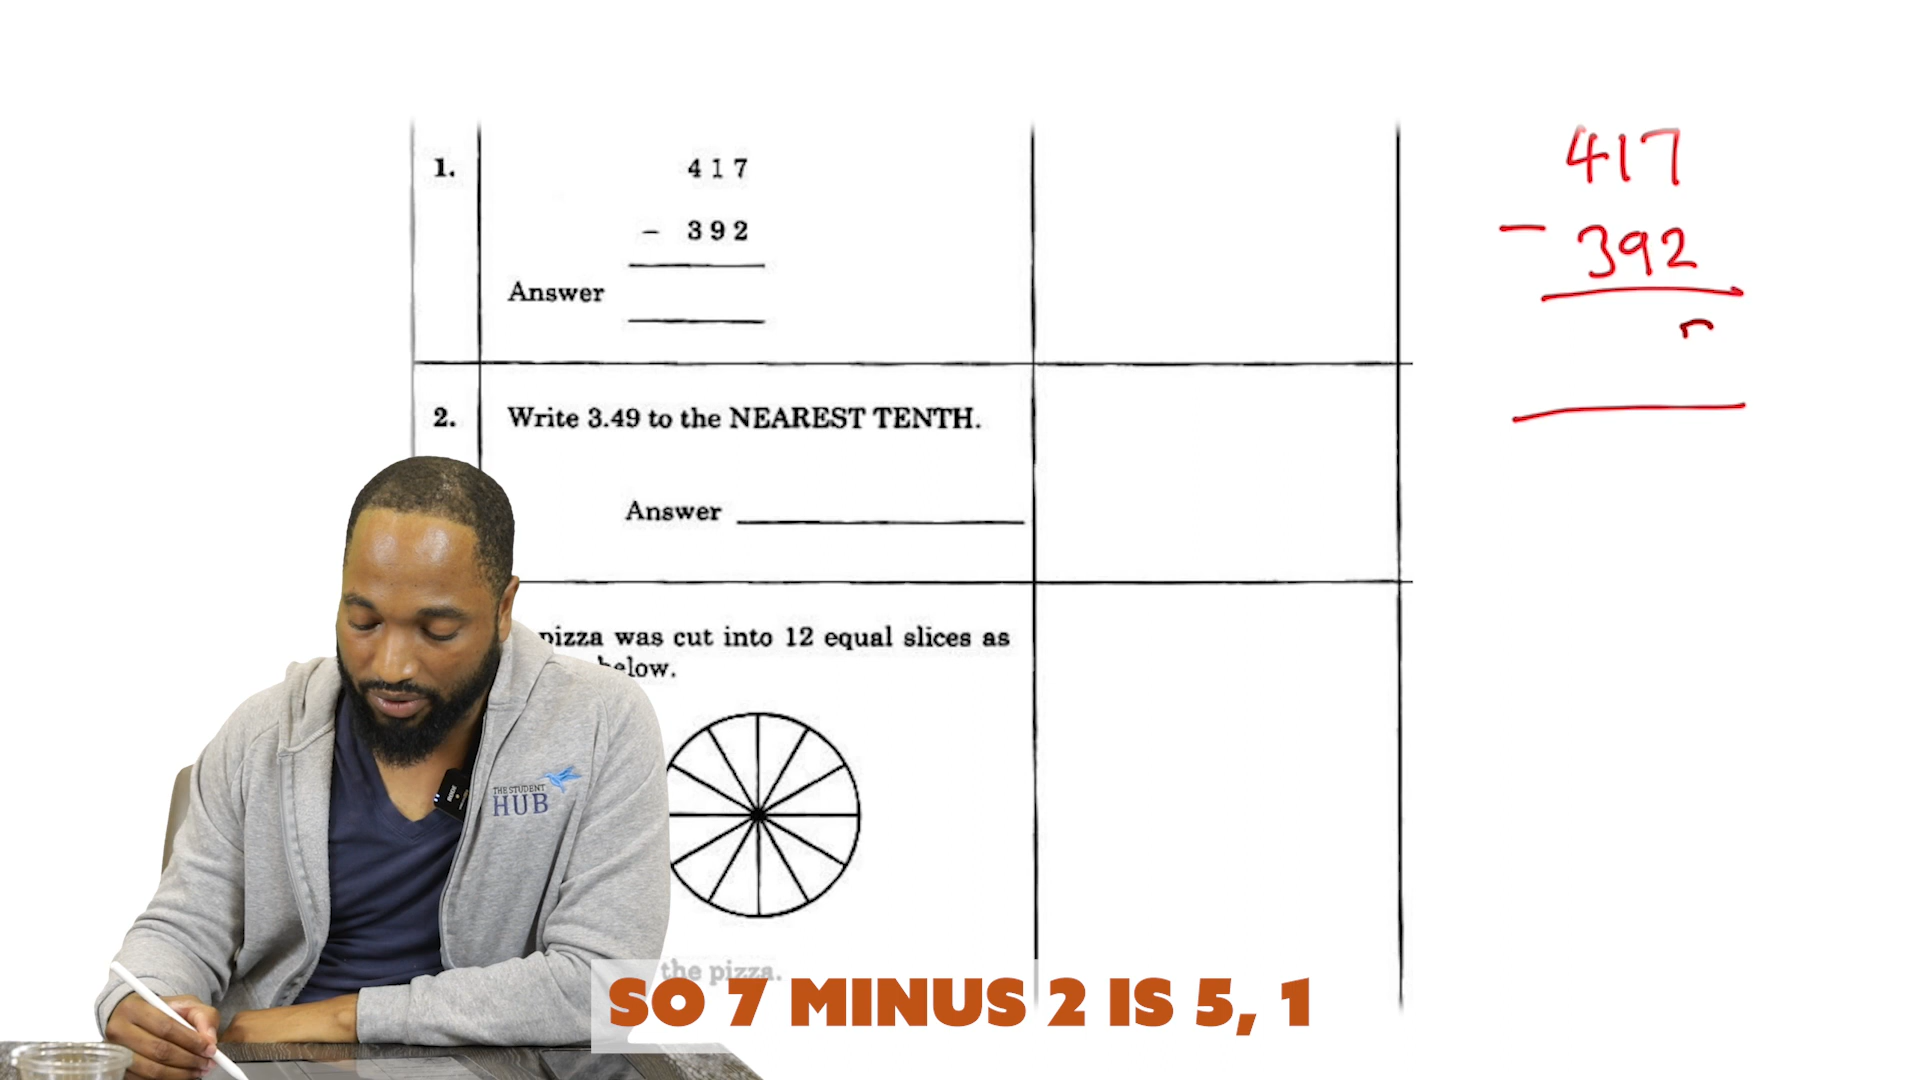 1.
417
- 392
Answer
2.
Write 3.49 to the NEAREST TENTH.
Answer
pizza was cut into 12 equal slices as
below.
the pizza.
417
- 392
THE STUDENT
HUB
SO 7 MINUS 2 IS 5, 1